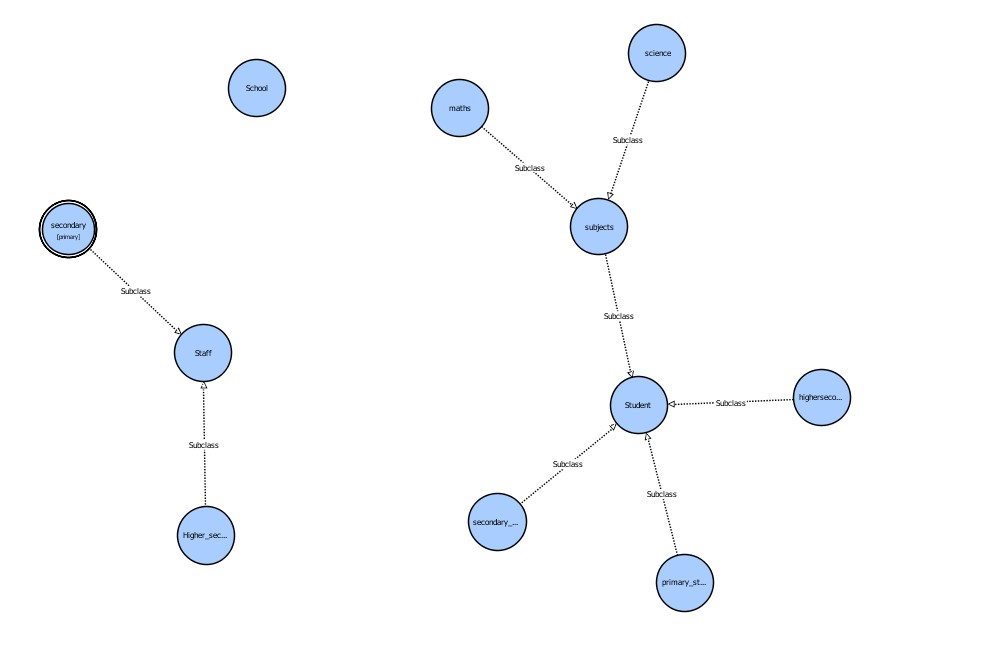 science
School
maths
Subclass
Subclass
secondary
[primary]
subjects
Subclass
Subclass
Staff
higherseco...
Subclass
Student
Subclass
Subclass
Subclass
secondary_...
Higher_sec...
primary_st...